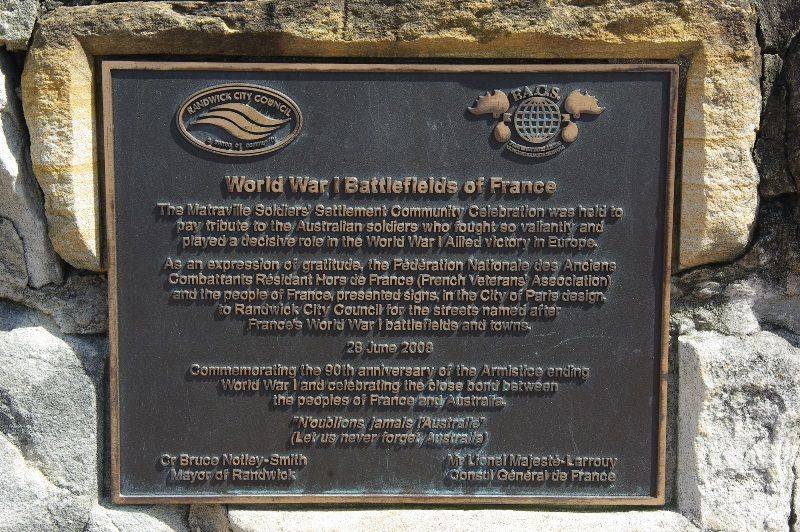 RANDWICK CITY COUNCIL
a sense of community
F.A.C.S.
World War I Battlefields of France
The Matraville Soldiers' Settlement Community Celebration was held to
pay tribute to the Australian soldiers who fought so valiantly and
played a decisive role in the World War I Allied victory in Europe.
As an expression of gratitude, the Fédération Nationale des Anciens
Combattants Résidant Hors de France (French Veterans' Association)
and the people of France, presented signs, in the City of Paris design,
to Randwick City Council for the streets named after
France's World War I battlefields and towns.
28 June 2008
Commemorating the 90th anniversary of the Armistice ending
World War I and celebrating the close bond between
the peoples of France and Australia.
"N'oublions jamais l'Australie"
(Let us never forget Australia)
Cr Bruce Notley-Smith
Mayor of Randwick
Mr Lionel Majesté-Larrouy
Consul Général de France